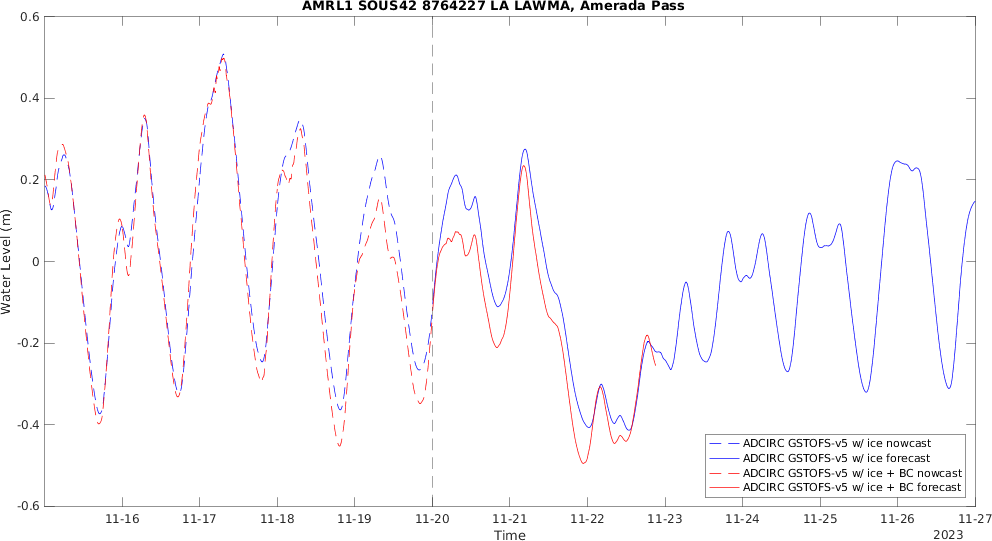 AMRL1 SOUS42 8764227 LA LAWMA, Amerada Pass
0.6
0.4
0.2
0
-0.2
-0.4
-0.6
Water Level (m)
ADCIRC GSTOFS-v5 w/ ice nowcast
ADCIRC GSTOFS-v5 w/ ice forecast
ADCIRC GSTOFS-v5 w/ ice + BC nowcast
ADCIRC GSTOFS-v5 w/ ice + BC forecast
11-16 11-17 11-18 11-19 11-20 11-21 11-22 11-23 11-24 11-25 11-26 11-27
Time
2023